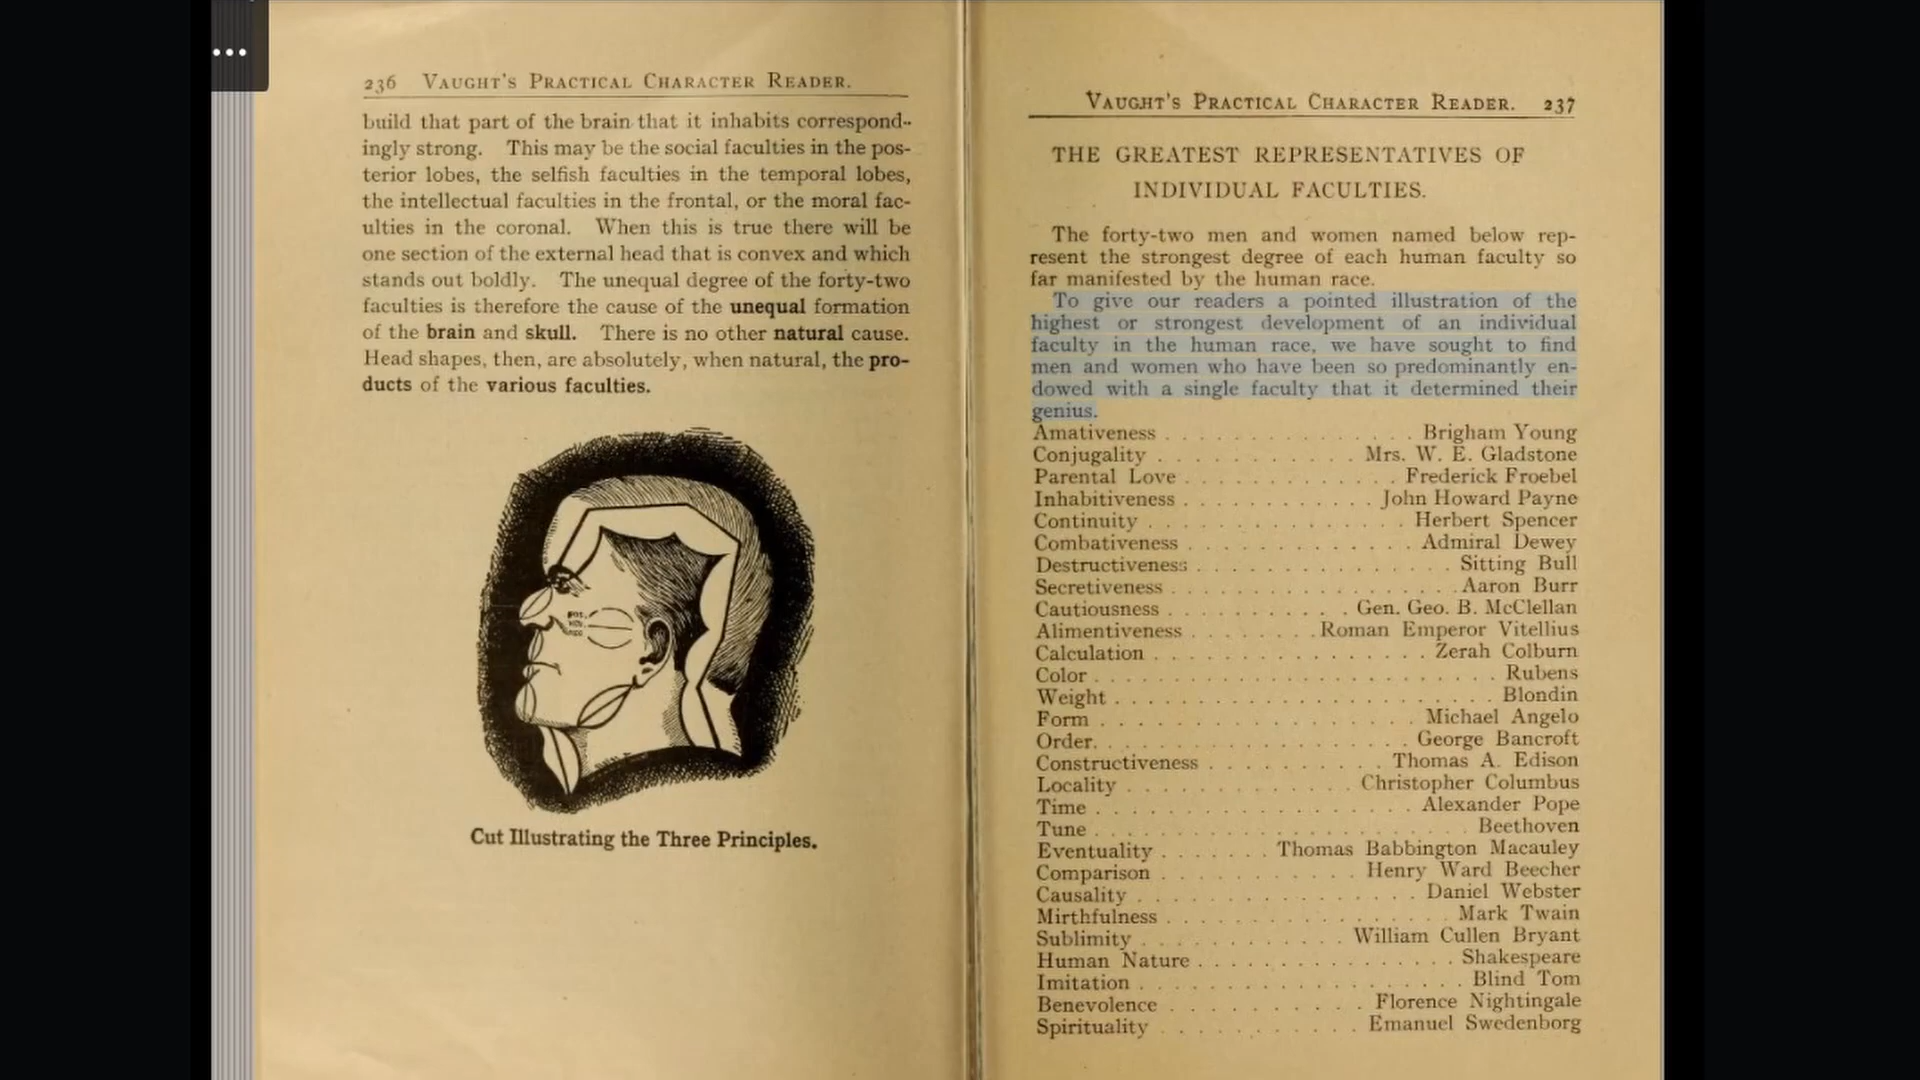 236 VAUGHT'S PRACTICAL CHARACTER READER.
build that part of the brain that it inhabits correspond-
ingly strong. This may be the social faculties in the pos-
terior lobes, the selfish faculties in the temporal lobes,
the intellectual faculties in the frontal, or the moral fac-
ulties in the coronal. When this is true there will be
one section of the external head that is convex and which
stands out boldly. The unequal degree of the forty-two
faculties is therefore the cause of the unequal formation
of the brain and skull. There is no other natural cause.
Head shapes, then, are absolutely, when natural, the pro-
ducts of the various faculties.
Cut Illustrating the Three Principles.
VAUGHT'S PRACTICAL CHARACTER READER. 237
THE GREATEST REPRESENTATIVES OF
INDIVIDUAL FACULTIES.
The forty-two men and women named below rep-
resent the strongest degree of each human faculty so
far manifested by the human race.
To give our readers a pointed illustration of the
highest or strongest development of an individual
faculty in the human race, we have sought to find
men and women who have been so predominantly en-
dowed with a single faculty that it determined their
genius.
Amativeness . . . . . . . . . . . . . . Brigham Young
Conjugality . . . . . . . . . . . Mrs. W. E. Gladstone
Parental Love . . . . . . . . . . . . . Frederick Froebel
Inhabitiveness . . . . . . . . . . . . John Howard Payne
Continuity . . . . . . . . . . . . . . . Herbert Spencer
Combativeness . . . . . . . . . . . . . Admiral Dewey
Destructiveness . . . . . . . . . . . . . . . Sitting Bull
Secretiveness . . . . . . . . . . . . . . . . Aaron Burr
Cautiousness . . . . . . . . . . Gen. Geo. B. McClellan
Alimentiveness . . . . . . . Roman Emperor Vitellius
Calculation . . . . . . . . . . . . . . . . Zerah Colburn
Color . . . . . . . . . . . . . . . . . . . . . . Rubens
Weight . . . . . . . . . . . . . . . . . . . . . Blondin
Form . . . . . . . . . . . . . . . . . . Michael Angelo
Order. . . . . . . . . . . . . . . . . George Bancroft
Constructiveness . . . . . . . . . . Thomas A. Edison
Locality . . . . . . . . . . . . . Christopher Columbus
Time . . . . . . . . . . . . . . . . . . Alexander Pope
Tune . . . . . . . . . . . . . . . . . . . . . Beethoven
Eventuality . . . . . . . Thomas Babbington Macauley
Comparison . . . . . . . . . . . Henry Ward Beecher
Causality . . . . . . . . . . . . . . . . Daniel Webster
Mirthfulness . . . . . . . . . . . . . . . . Mark Twain
Sublimity . . . . . . . . . . . . William Cullen Bryant
Human Nature . . . . . . . . . . . . . . . Shakespeare
Imitation . . . . . . . . . . . . . . . . . . Blind Tom
Benevolence . . . . . . . . . . . Florence Nightingale
Spirituality . . . . . . . . . . . Emanuel Swedenborg